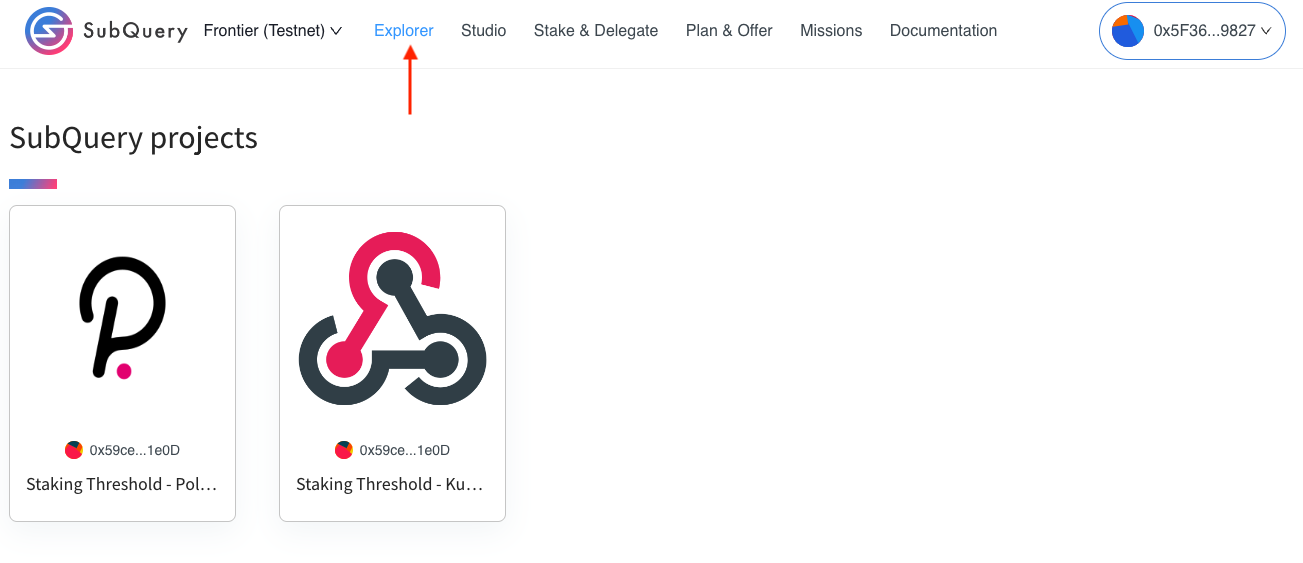 SubQuery Frontier (Testnet) Explorer Studio Stake & Delegate Plan & Offer Missions Documentation 0x5F36...9827
SubQuery projects
0x59ce...1e0D
Staking Threshold - Pol...
0x59ce...1e0D
Staking Threshold - Ku...